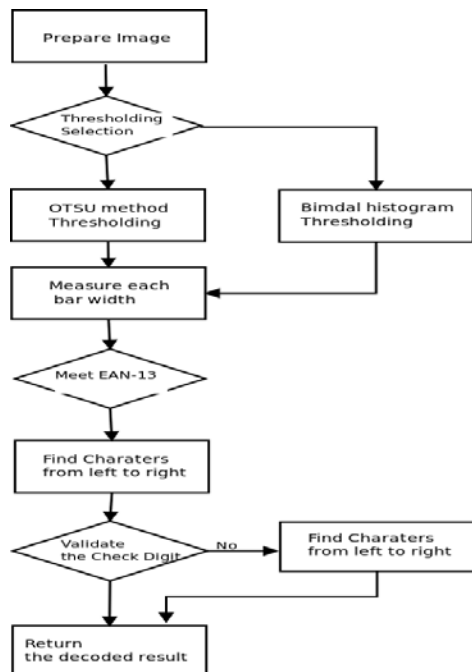 Prepare Image
Thresholding
Selection
OTSU method
Thresholding
Bimdal histogram
Thresholding
Measure each
bar width
Meet EAN-13
Find Charaters
from left to right
Validate
the Check Digit
No
Find Charaters
from left to right
Return
the decoded result